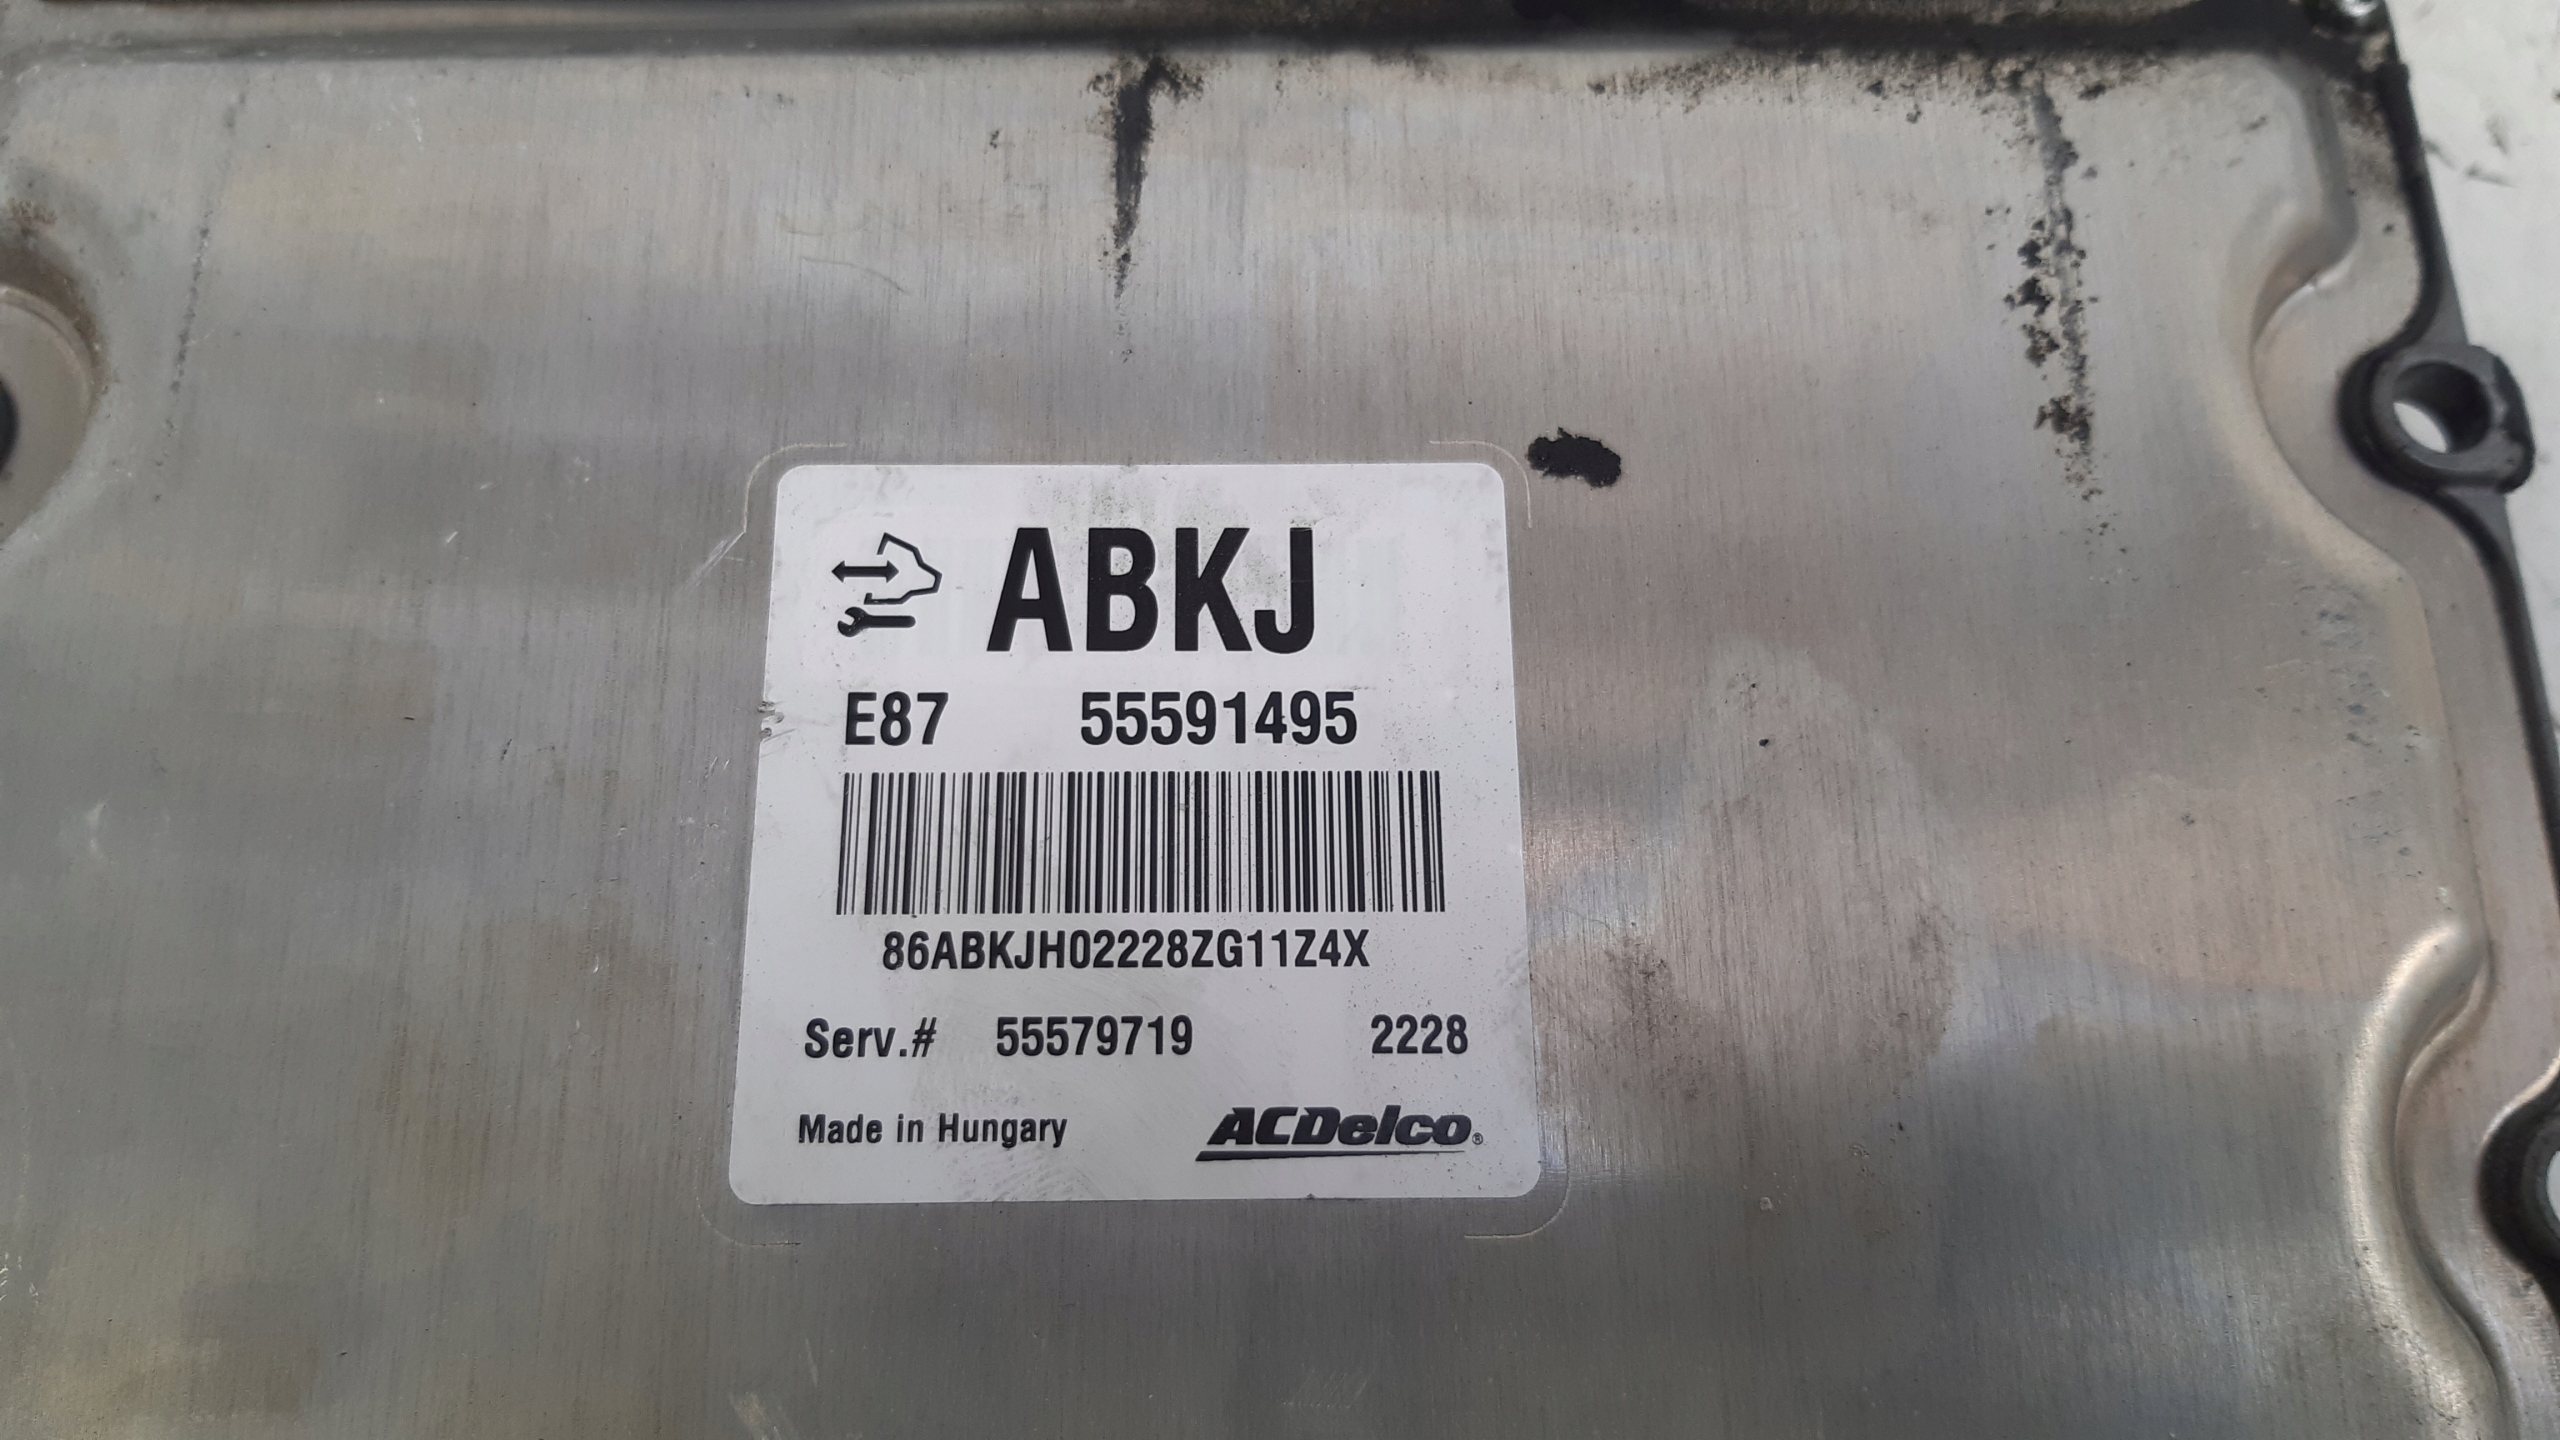 ABKJ
E87 55591495
86ABKJH02228ZG11Z4X
Serv.# 55579719 2228
Made in Hungary ACDelco®